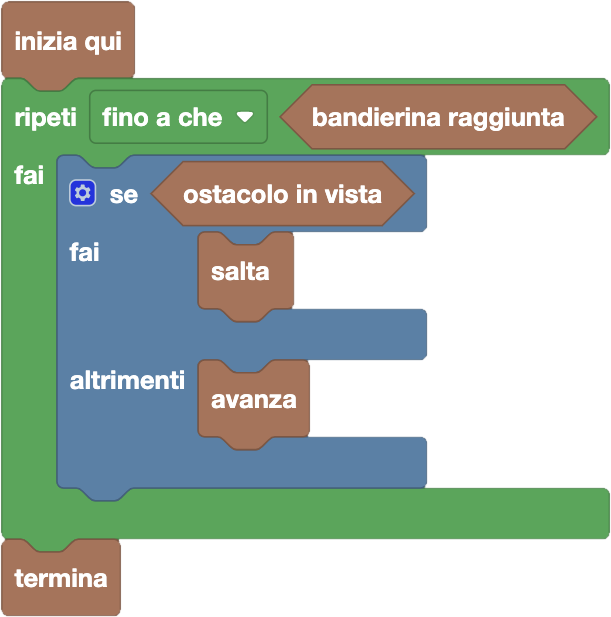 inizia qui
ripeti fino a che bandierina raggiunta
fai
se ostacolo in vista
fai
salta
altrimenti
avanza
termina